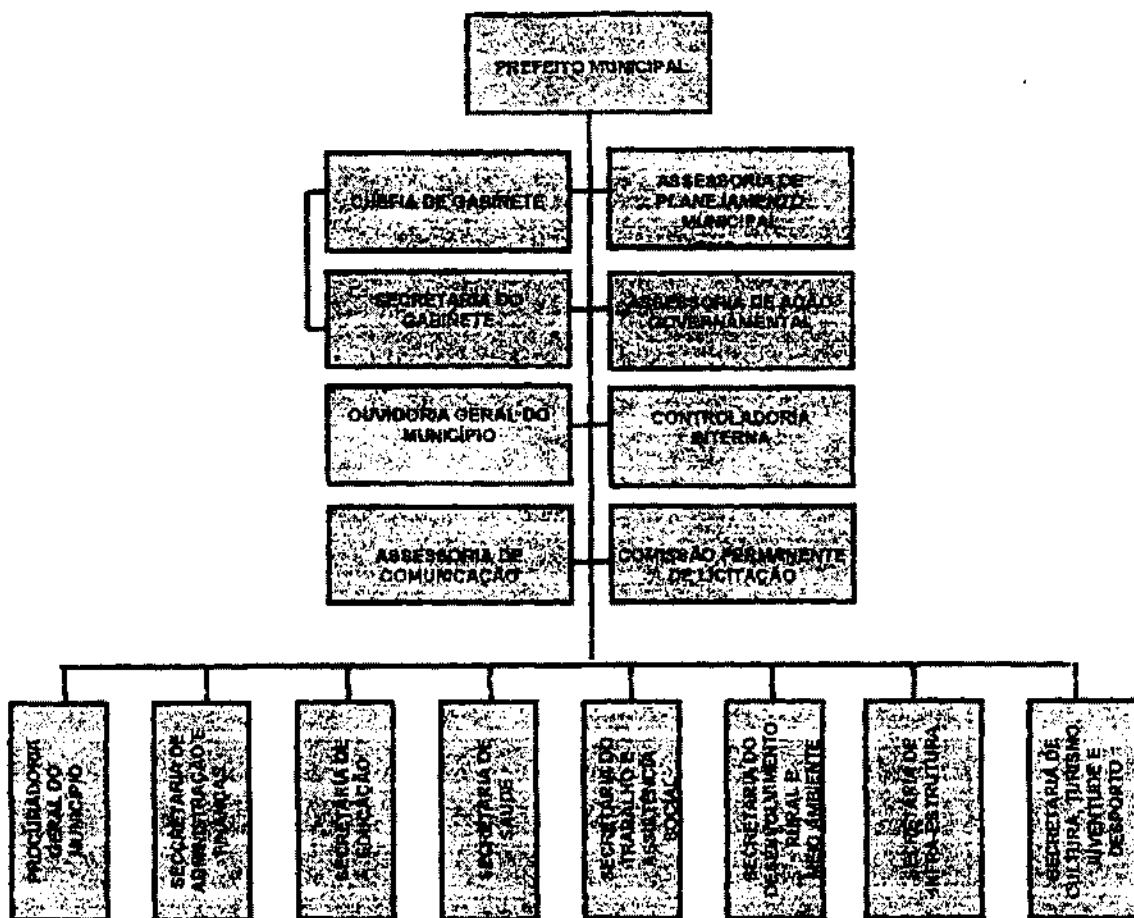 PREFEITO MUNICIPAL
CHEFIA DE GABINETE
ASSESSORIA DE
PLANEJAMENTO
MUNICIPAL
SECRETARIA DO
GABINETE
ASSESSORIA DE AÇÃO
GOVERNAMENTAL
OUVIDORIA GERAL DO
MUNICÍPIO
CONTROLADORIA
INTERNA
ASSESSORIA DE
COMUNICAÇÃO
COMISSÃO PERMANENTE
DE LICITAÇÃO
PROCURADORIA
GERAL DO
MUNICÍPIO
SECRETARIA DE
ADMINISTRAÇÃO E
FINANÇAS
SECRETARIA DE
EDUCAÇÃO
SECRETARIA DE
SAÚDE
SECRETARIA DO
TRABALHO E
ASSISTÊNCIA
SOCIAL
SECRETARIA DO
DESENVOLVIMENTO
RURAL E
MEIO AMBIENTE
SECRETARIA DE
INFRA-ESTRUTURA
SECRETARIA DE
CULTURA, TURISMO,
JUVENTUDE E
DESPORTO